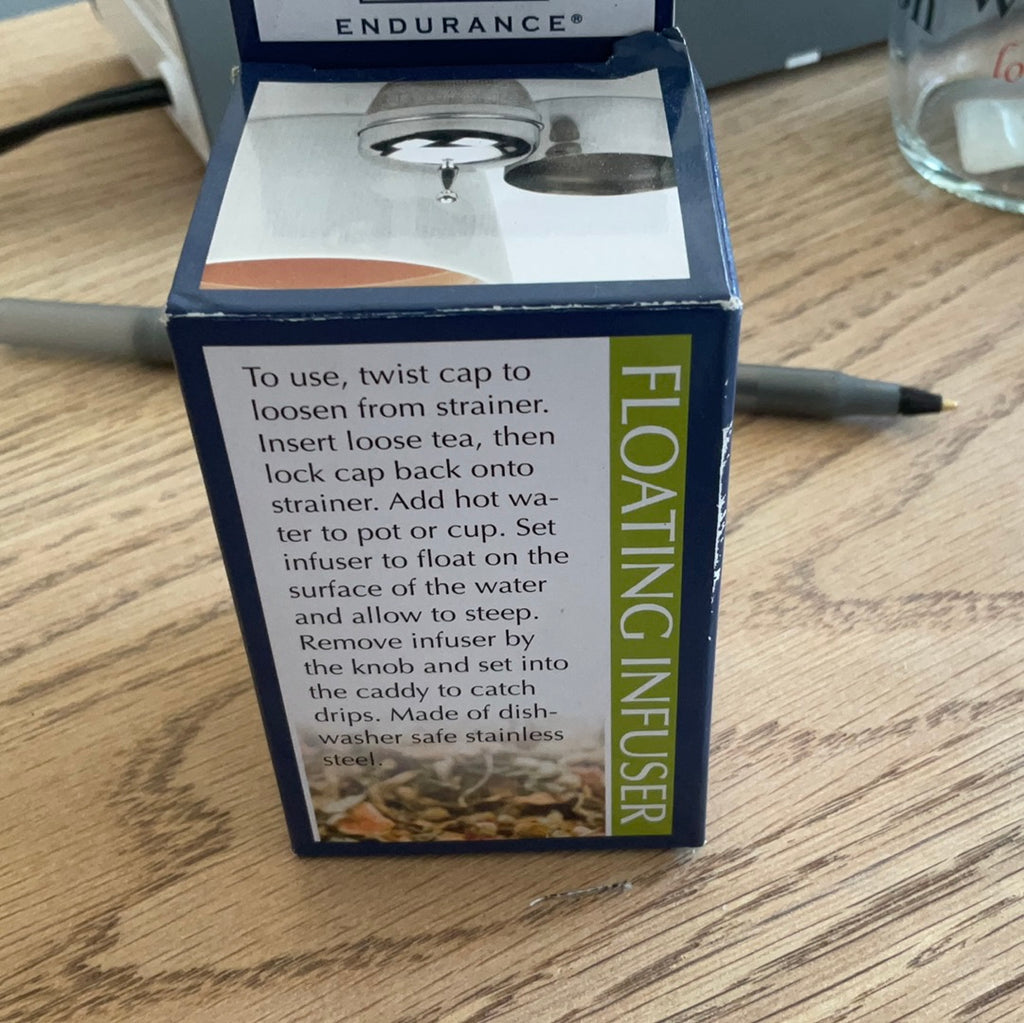 ENDURANCE®
To use, twist cap to
loosen from strainer.
Insert loose tea, then
lock cap back onto
strainer. Add hot wa-
ter to pot or cup. Set
infuser to float on the
surface of the water
and allow to steep.
Remove infuser by
the knob and set into
the caddy to catch
drips. Made of dish-
washer safe stainless
steel.
FLOATING INFUSER